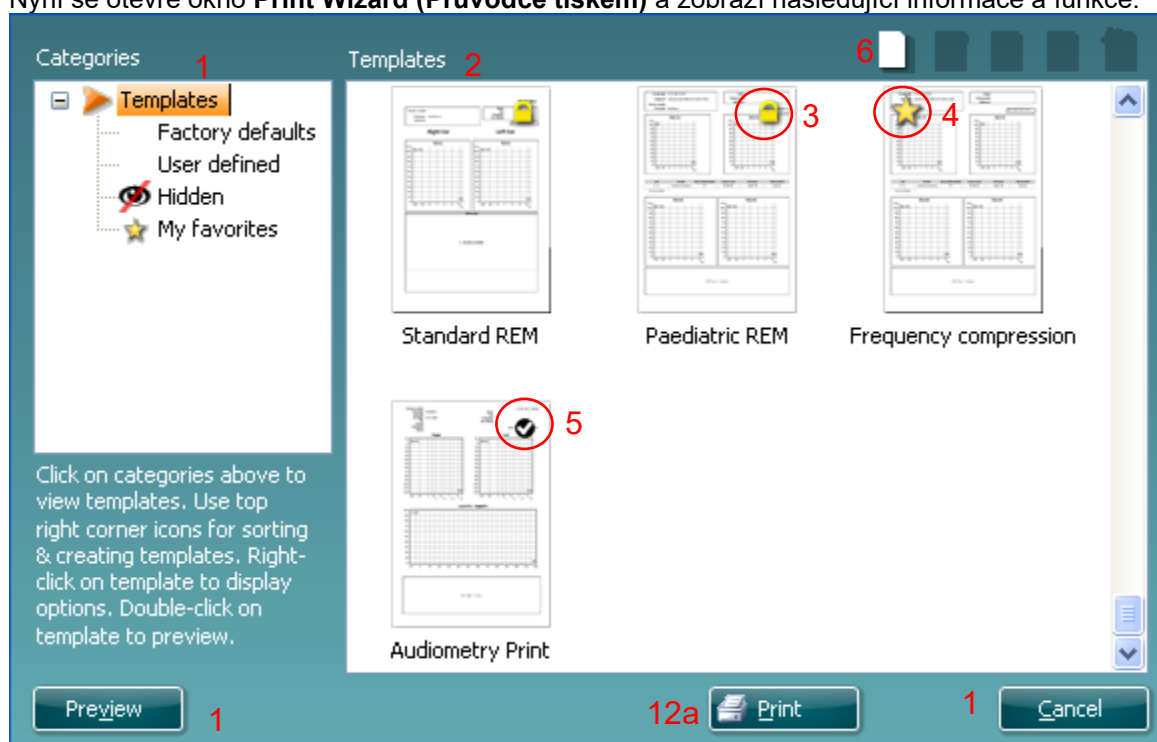 Nyní se otevře okno Print Wizard (Průvodce tiskem) a zobrazí následující informace a funkce:
Categories 1
Templates 2
6
Templates
Factory defaults
User defined
Hidden
My favorites
3
4
Standard REM
Paediatric REM
Frequency compression
5
Audiometry Print
Click on categories above to
view templates. Use top
right corner icons for sorting
& creating templates. Right-
click on template to display
options. Double-click on
template to preview.
Preview 1
12a Print
1 Cancel